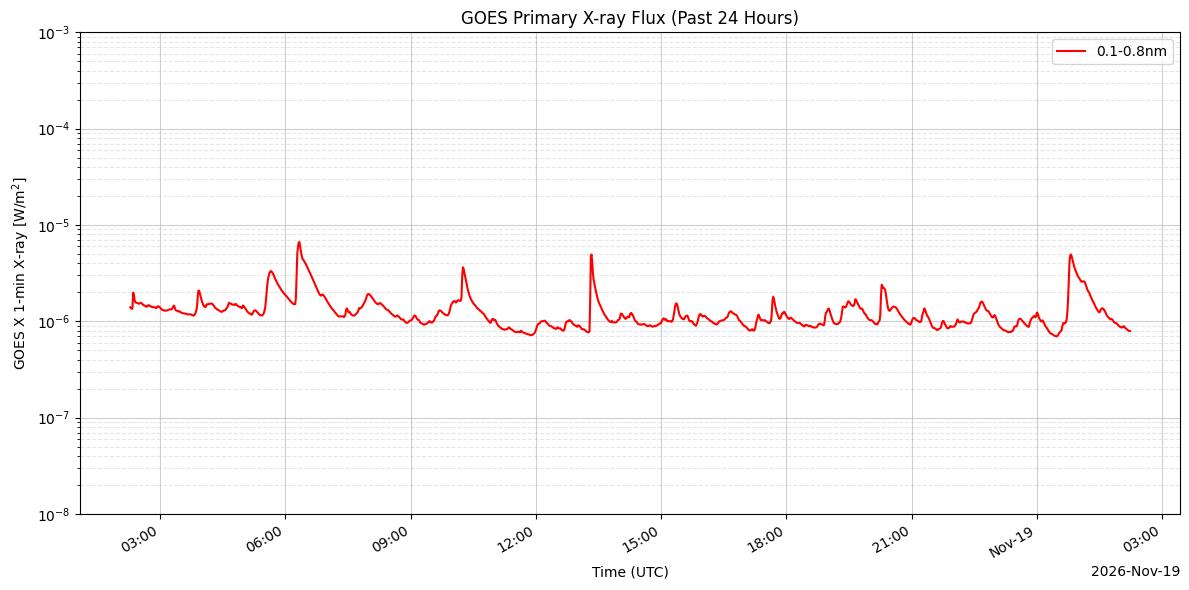 GOES Primary X-ray Flux (Past 24 Hours)
0.1-0.8nm
GOES X 1-min X-ray [W/m²]
10⁻³
10⁻⁴
10⁻⁵
10⁻⁶
10⁻⁷
10⁻⁸
03:00
06:00
09:00
12:00
15:00
18:00
21:00
Nov-19
03:00
Time (UTC)
2026-Nov-19